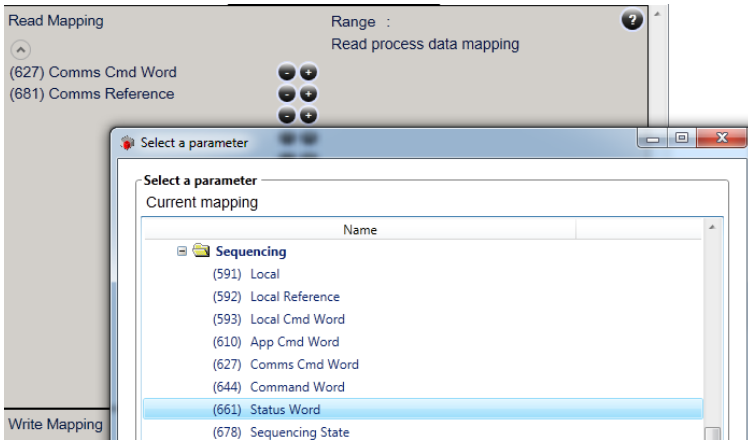 Read Mapping
Range :
Read process data mapping
(627) Comms Cmd Word
(681) Comms Reference
Select a parameter
Select a parameter
Current mapping
Name
Sequencing
(591) Local
(592) Local Reference
(593) Local Cmd Word
(610) App Cmd Word
(627) Comms Cmd Word
(644) Command Word
(661) Status Word
(678) Sequencing State
Write Mapping